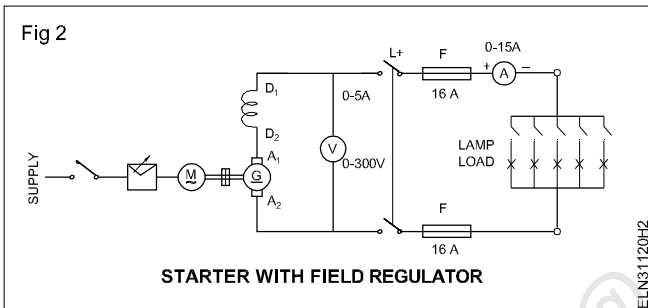 Fig 2
L+
F
0-15A
+
A
–
D1
0-5A
16 A
D2
LAMP
LOAD
A1
V
0-300V
SUPPLY
M
~
G
A2
F
16 A
STARTER WITH FIELD REGULATOR
ELN31120H2